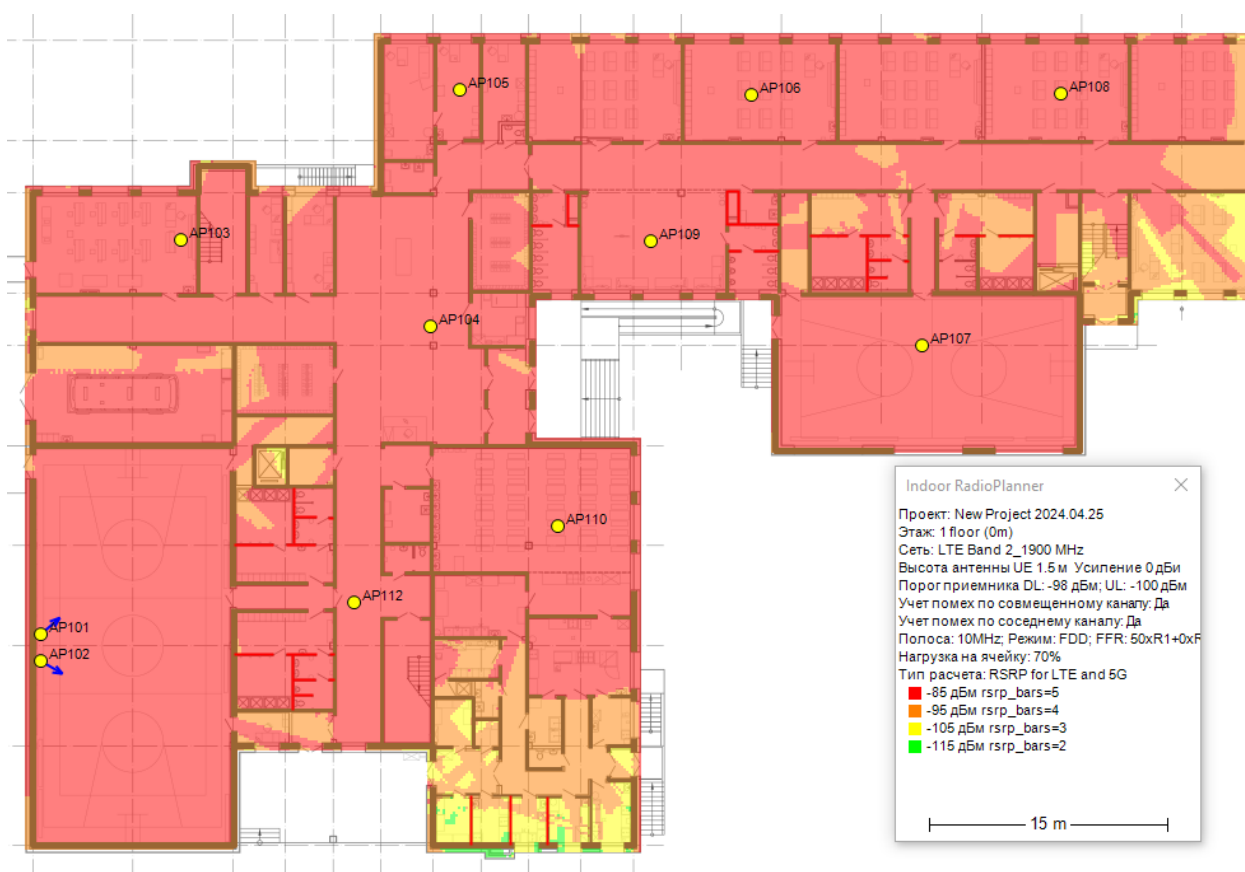 AP105
AP106
AP108
AP103
AP109
AP104
AP107
AP110
AP112
AP101
AP102
Indoor RadioPlanner
Проект: New Project 2024.04.25
Этаж: 1 floor (0m)
Сеть: LTE Band 2_1900 MHz
Высота антенны UE 1.5 м Усиление 0 дБи
Порог приемника DL: -98 дБм; UL: -100 дБм
Учет помех по совмещенному каналу: Да
Учет помех по соседнему каналу: Да
Полоса: 10MHz; Режим: FDD; FFR: 50xR1+0xR
Нагрузка на ячейку: 70%
Тип расчета: RSRP for LTE and 5G
-85 дБм rsrp_bars=5
-95 дБм rsrp_bars=4
-105 дБм rsrp_bars=3
-115 дБм rsrp_bars=2
15 m